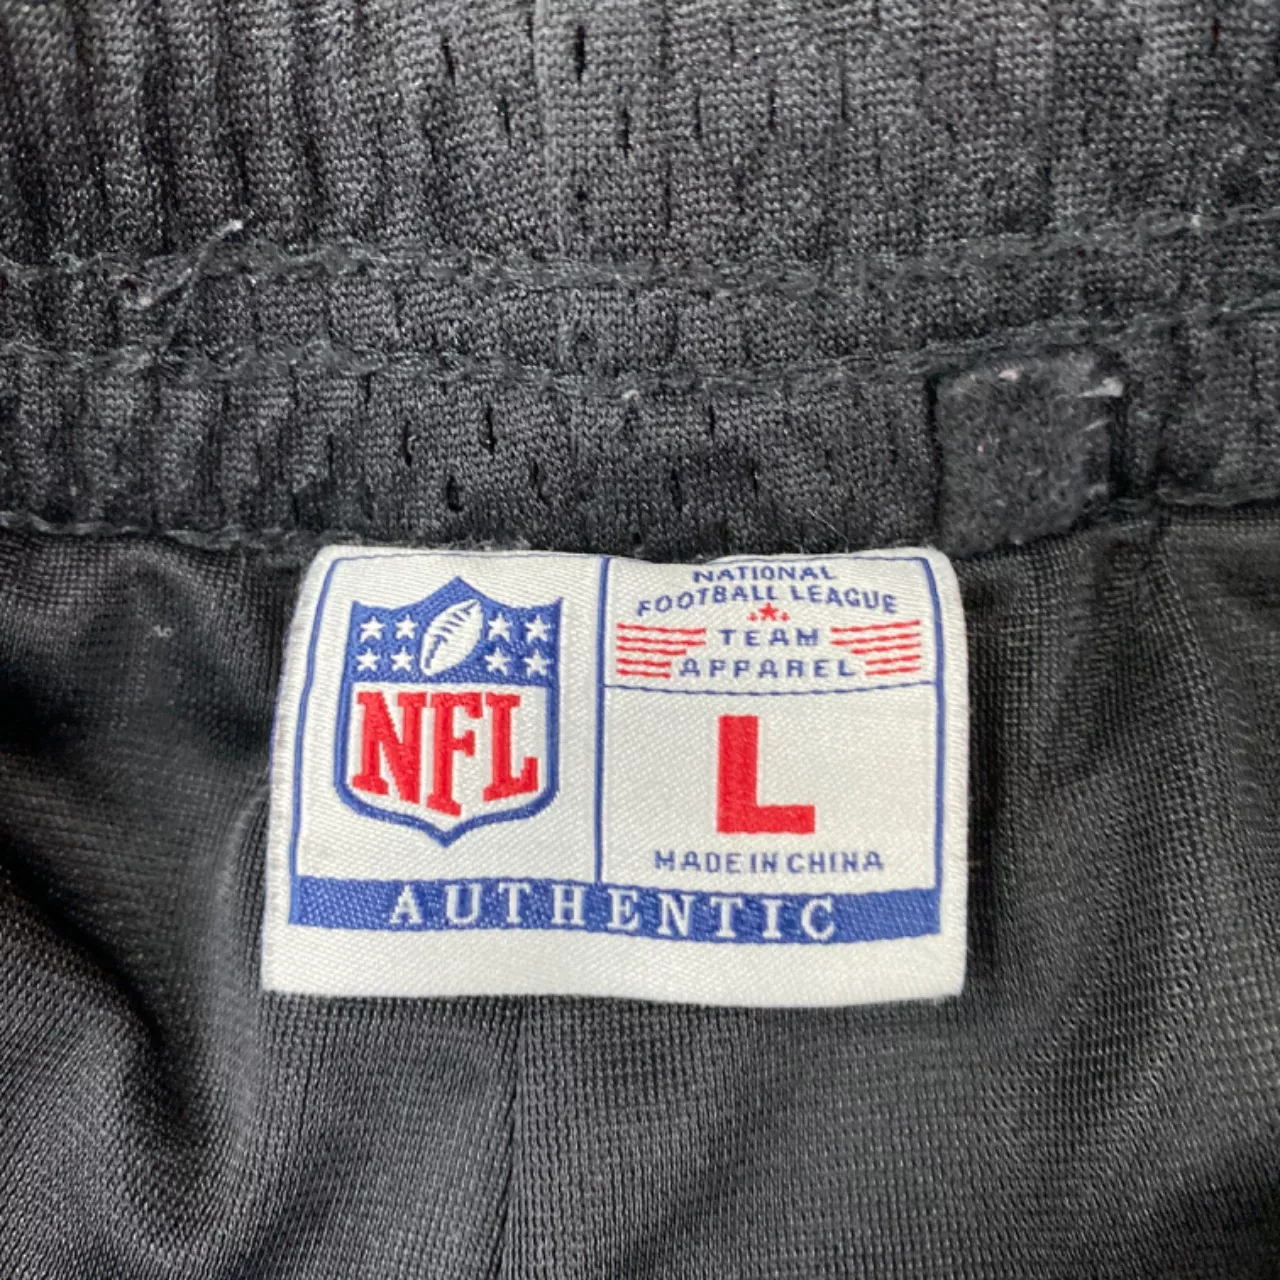 NFL
NATIONAL
FOOTBALL LEAGUE
TEAM
APPAREL
L
MADE IN CHINA
AUTHENTIC